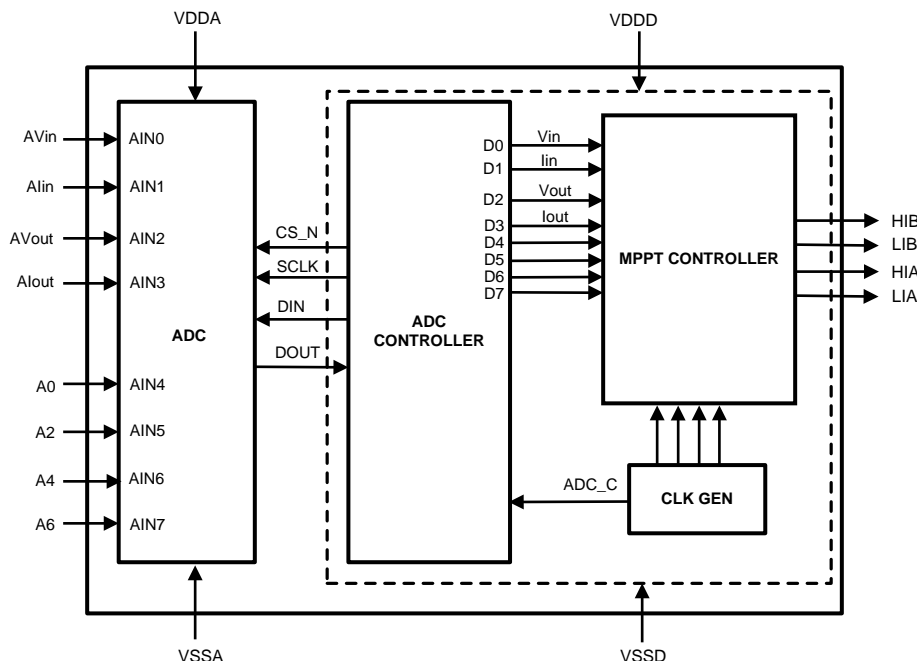 VDDA
VDDD
AVin
AIin
AVout
AIout
A0
A2
A4
A6
AIN0
AIN1
AIN2
AIN3
AIN4
AIN5
AIN6
AIN7
ADC
CS_N
SCLK
DIN
DOUT
ADC
CONTROLLER
D0
D1
D2
D3
D4
D5
D6
D7
Vin
Iin
Vout
Iout
MPPT CONTROLLER
HIB
LIB
HIA
LIA
ADC_C
CLK GEN
VSSA
VSSD